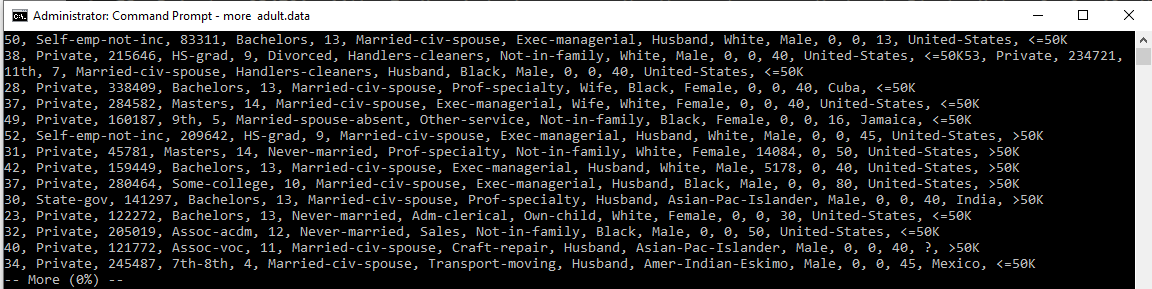 Administrator: Command Prompt - more adult.data
50, Self-emp-not-inc, 83311, Bachelors, 13, Married-civ-spouse, Exec-managerial, Husband, White, Male, 0, 0, 13, United-States, <=50K
38, Private, 215646, HS-grad, 9, Divorced, Handlers-cleaners, Not-in-family, White, Male, 0, 0, 40, United-States, <=50K53, Private, 234721,
11th, 7, Married-civ-spouse, Handlers-cleaners, Husband, Black, Male, 0, 0, 40, United-States, <=50K
28, Private, 338409, Bachelors, 13, Married-civ-spouse, Prof-specialty, Wife, Black, Female, 0, 0, 40, Cuba, <=50K
37, Private, 284582, Masters, 14, Married-civ-spouse, Exec-managerial, Wife, White, Female, 0, 0, 40, United-States, <=50K
49, Private, 160187, 9th, 5, Married-spouse-absent, Other-service, Not-in-family, Black, Female, 0, 0, 16, Jamaica, <=50K
52, Self-emp-not-inc, 209642, HS-grad, 9, Married-civ-spouse, Exec-managerial, Husband, White, Male, 0, 0, 45, United-States, >50K
31, Private, 45781, Masters, 14, Never-married, Prof-specialty, Not-in-family, White, Female, 14084, 0, 50, United-States, >50K
42, Private, 159449, Bachelors, 13, Married-civ-spouse, Exec-managerial, Husband, White, Male, 5178, 0, 40, United-States, >50K
37, Private, 280464, Some-college, 10, Married-civ-spouse, Exec-managerial, Husband, Black, Male, 0, 0, 80, United-States, >50K
30, State-gov, 141297, Bachelors, 13, Married-civ-spouse, Prof-specialty, Husband, Asian-Pac-Islander, Male, 0, 0, 40, India, >50K
23, Private, 122272, Bachelors, 13, Never-married, Adm-clerical, Own-child, White, Female, 0, 0, 30, United-States, <=50K
32, Private, 205019, Assoc-acdm, 12, Never-married, Sales, Not-in-family, Black, Male, 0, 0, 50, United-States, <=50K
40, Private, 121772, Assoc-voc, 11, Married-civ-spouse, Craft-repair, Husband, Asian-Pac-Islander, Male, 0, 0, 40, ?, >50K
34, Private, 245487, 7th-8th, 4, Married-civ-spouse, Transport-moving, Husband, Amer-Indian-Eskimo, Male, 0, 0, 45, Mexico, <=50K
-- More (0%) --